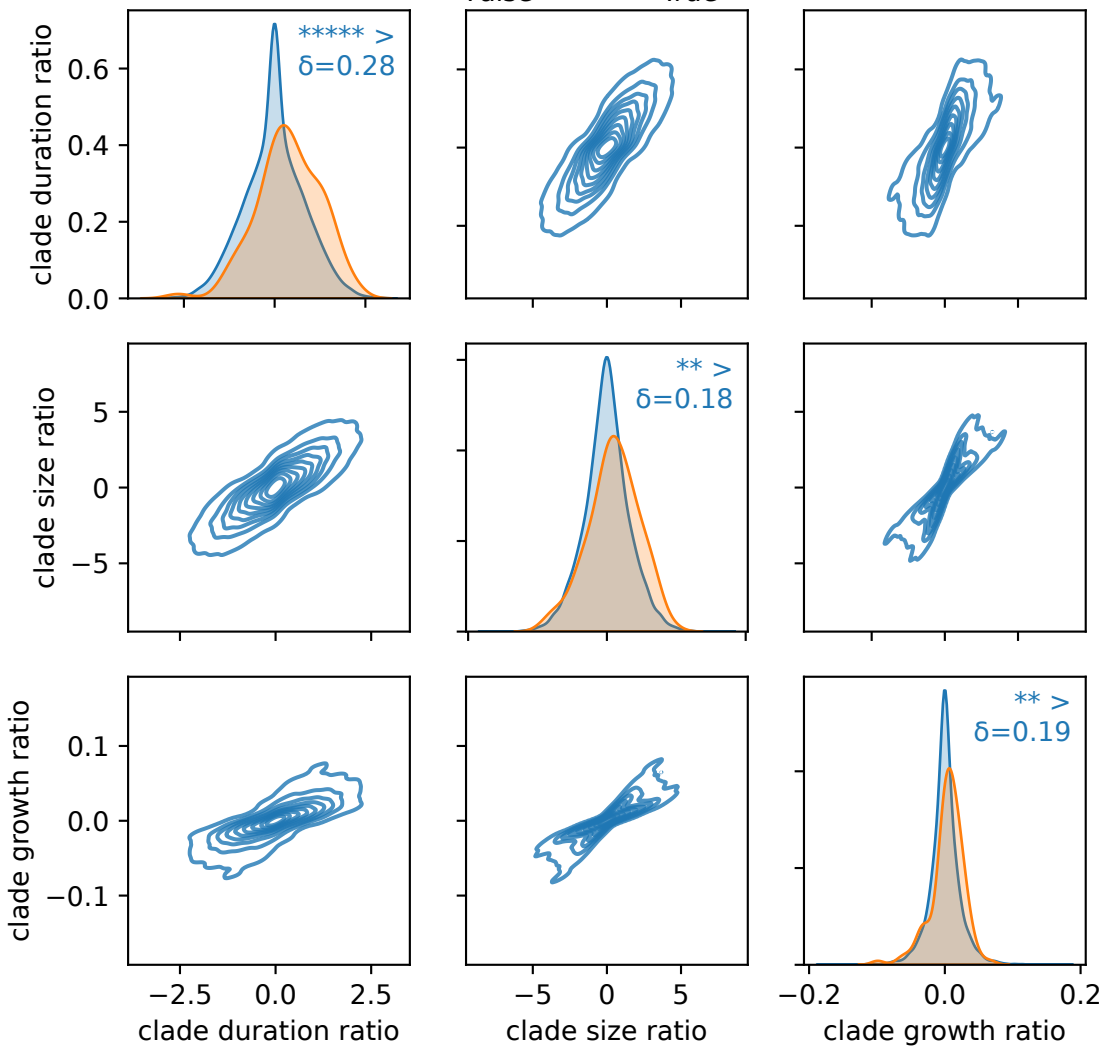 clade duration ratio
0.6
0.4
0.2
0.0
***** >
δ=0.28
clade size ratio
5
0
−5
** >
δ=0.18
clade growth ratio
0.1
0.0
−0.1
** >
δ=0.19
−2.5 0.0 2.5
−5 0 5
−0.2 0.0 0.2
clade duration ratio
clade size ratio
clade growth ratio